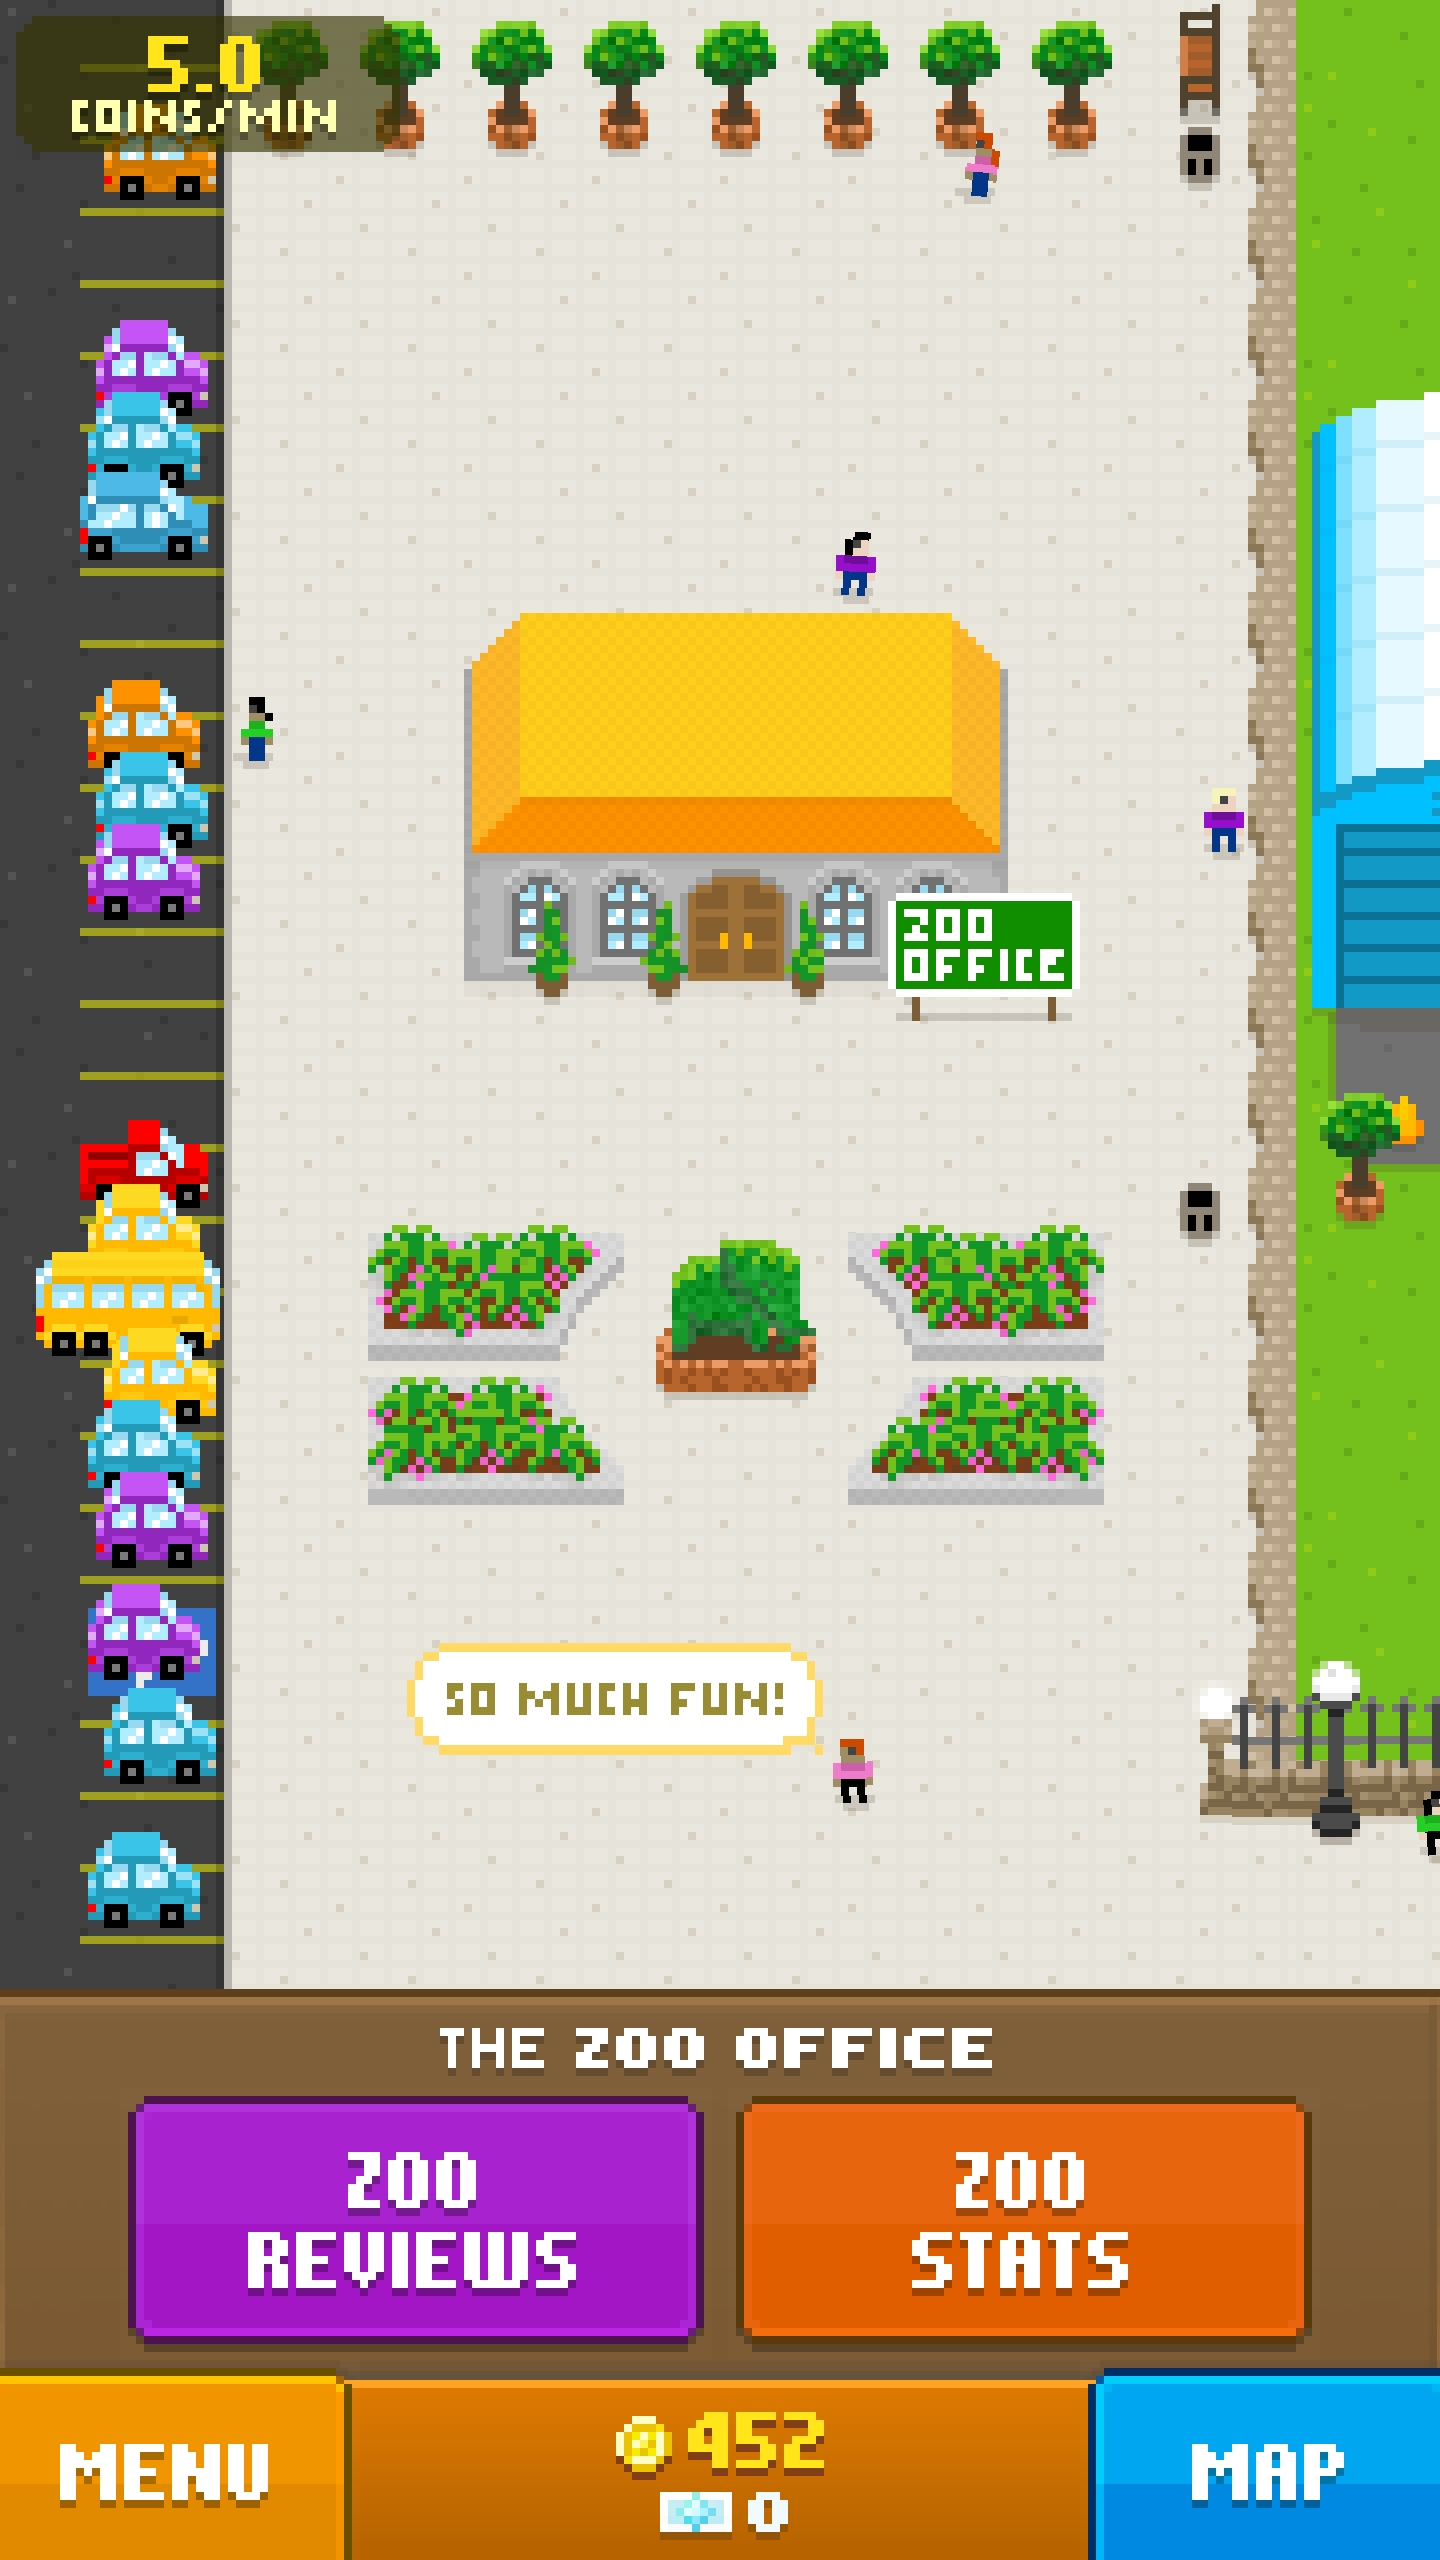 5.0
COINS/MIN
ZOO
OFFICE
SO MUCH FUN!
THE ZOO OFFICE
ZOO
REVIEWS
ZOO
STATS
MENU
452
0
MAP